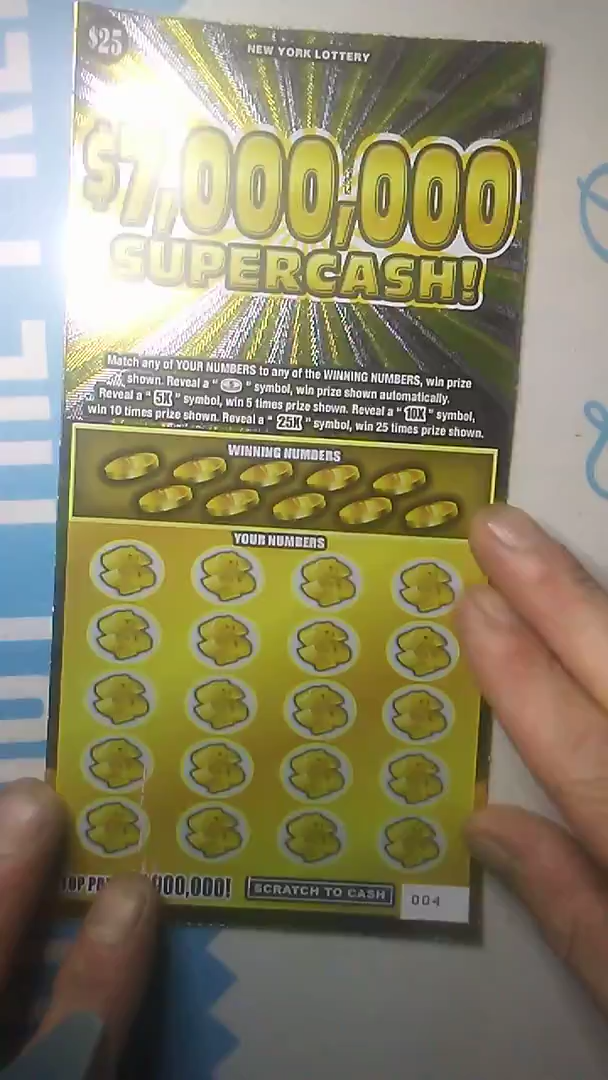 $25
NEW YORK LOTTERY
$7,000,000
SUPERCASH!
Match any of YOUR NUMBERS to any of the WINNING NUMBERS, win prize
shown. Reveal a " " symbol, win prize shown automatically.
Reveal a " 5X " symbol, win 5 times prize shown. Reveal a " 10X " symbol,
win 10 times prize shown. Reveal a " 25X " symbol, win 25 times prize shown.
WINNING NUMBERS
YOUR NUMBERS
000,000!
SCRATCH TO CASH
004